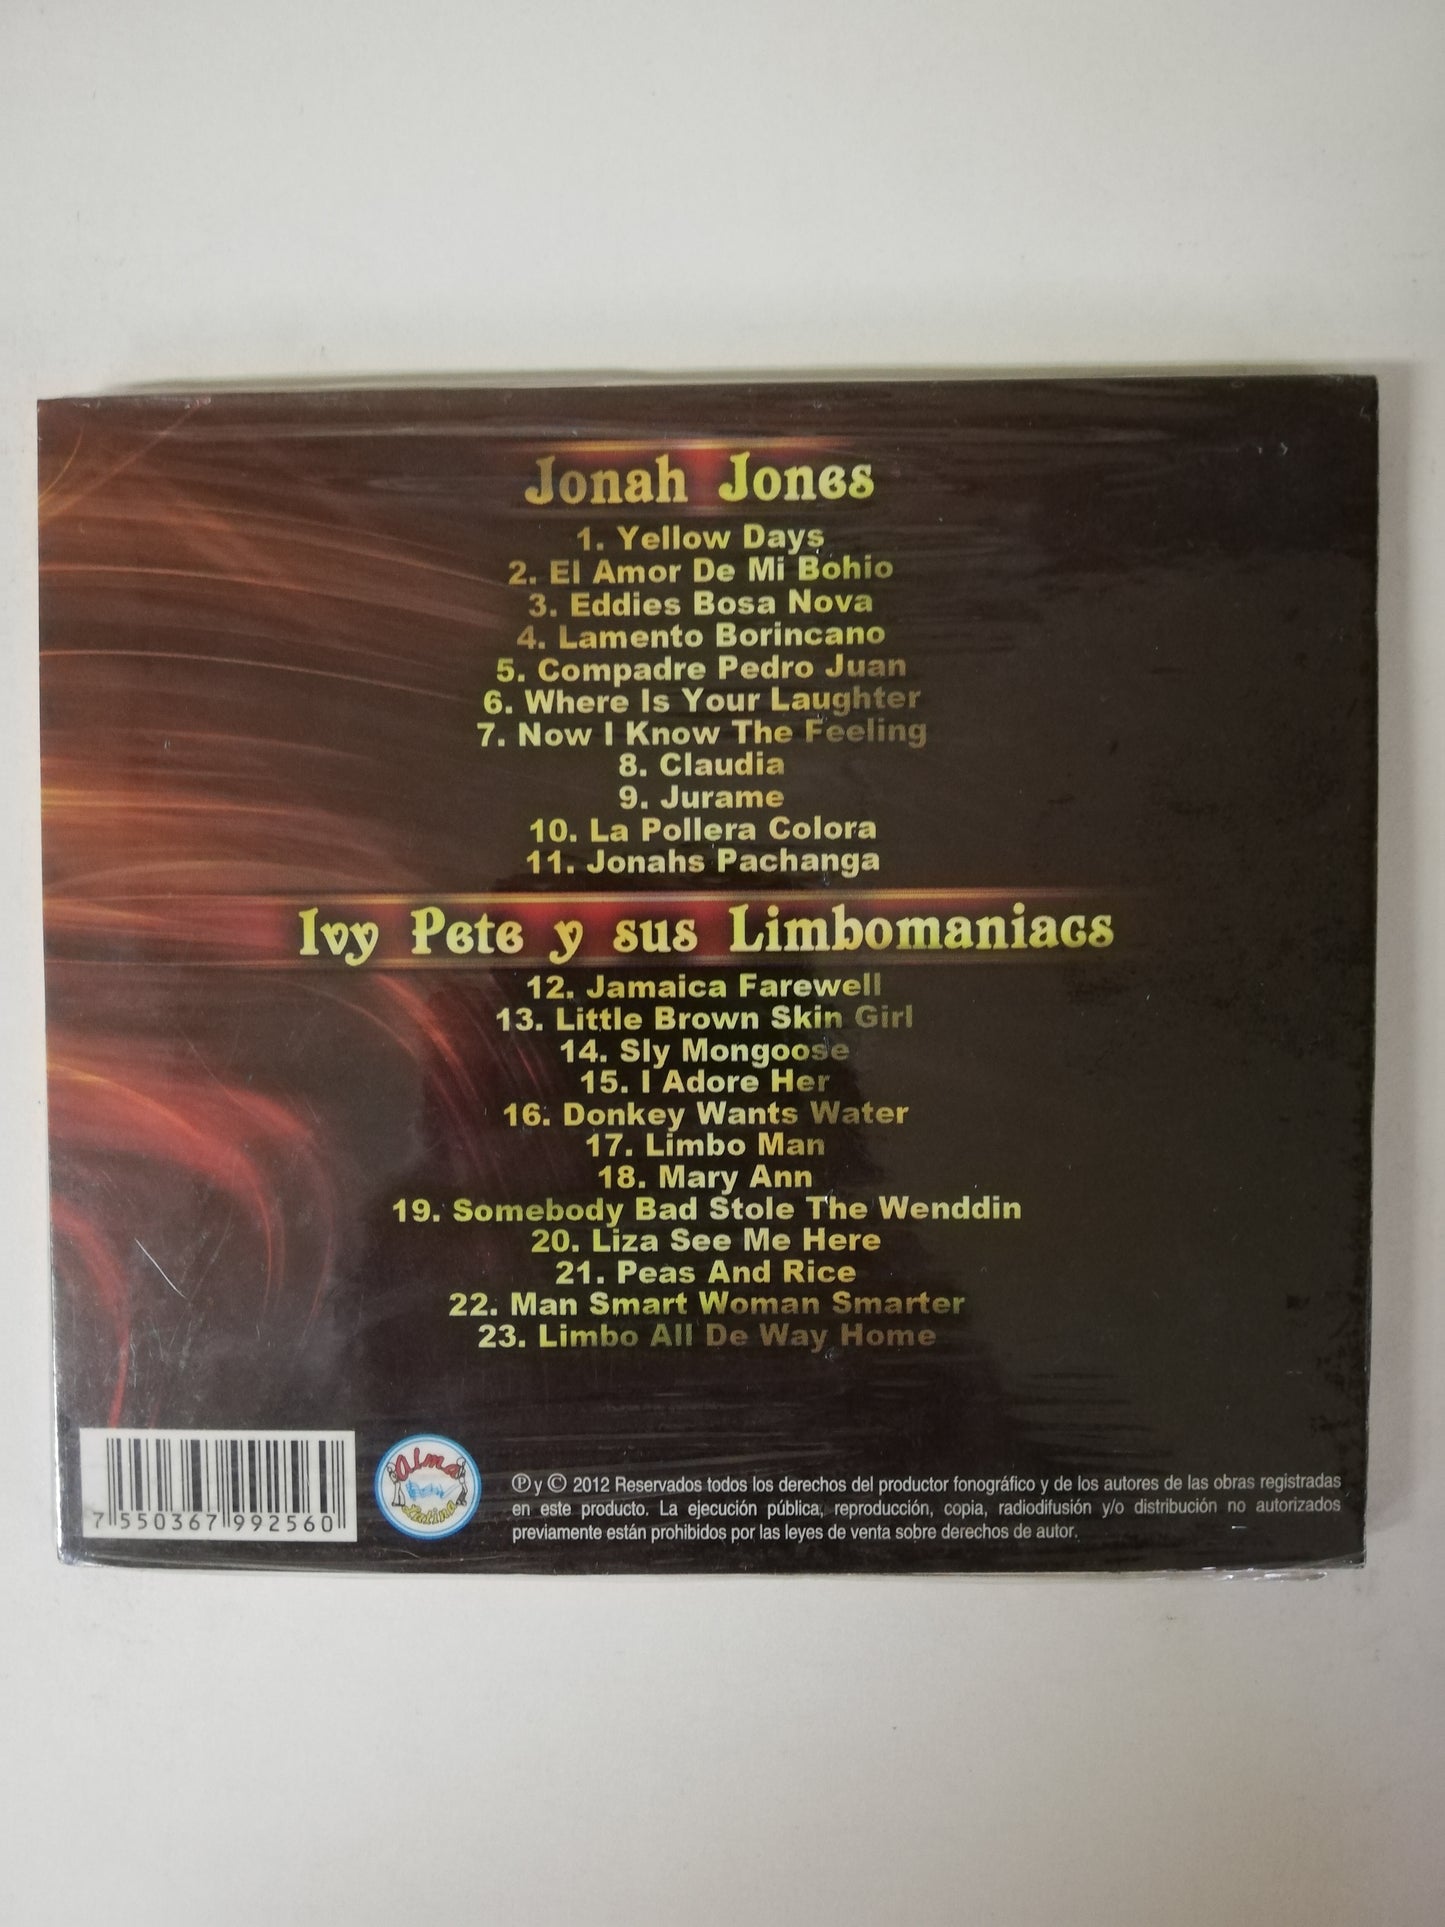 Jonah Jones
1. Yellow Days
2. El Amor De Mi Bohio
3. Eddies Bosa Nova
4. Lamento Borincano
5. Compadre Pedro Juan
6. Where Is Your Laughter
7. Now I Know The Feeling
8. Claudia
9. Jurame
10. La Pollera Colora
11. Jonahs Pachanga
Ivy Pete y sus Limbomaniacs
12. Jamaica Farewell
13. Little Brown Skin Girl
14. Sly Mongoose
15. I Adore Her
16. Donkey Wants Water
17. Limbo Man
18. Mary Ann
19. Somebody Bad Stole The Wenddin
20. Liza See Me Here
21. Peas And Rice
22. Man Smart Woman Smarter
23. Limbo All De Way Home
7 550367 992560
Alma
Latina
℗ y © 2012 Reservados todos los derechos del productor fonográfico y de los autores de las obras registradas
en este producto. La ejecución pública, reproducción, copia, radiodifusión y/o distribución no autorizados
previamente están prohibidos por las leyes de venta sobre derechos de autor.